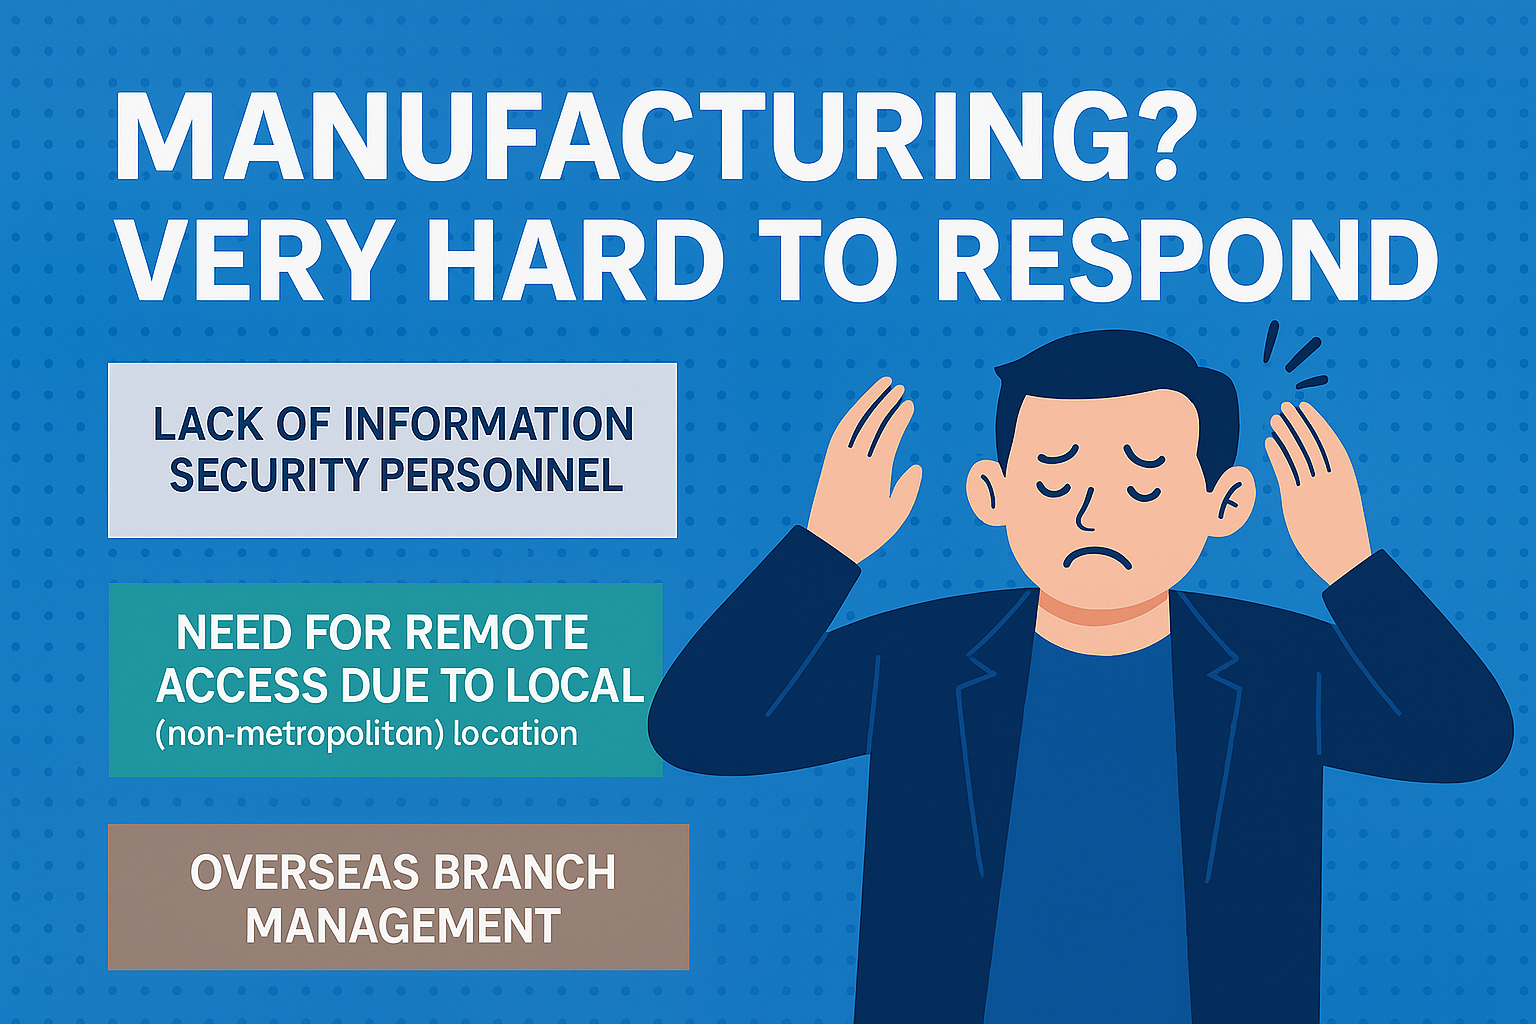 MANUFACTURING?
VERY HARD TO RESPOND
LACK OF INFORMATION
SECURITY PERSONNEL
NEED FOR REMOTE
ACCESS DUE TO LOCAL
(non-metropolitan) location
OVERSEAS BRANCH
MANAGEMENT